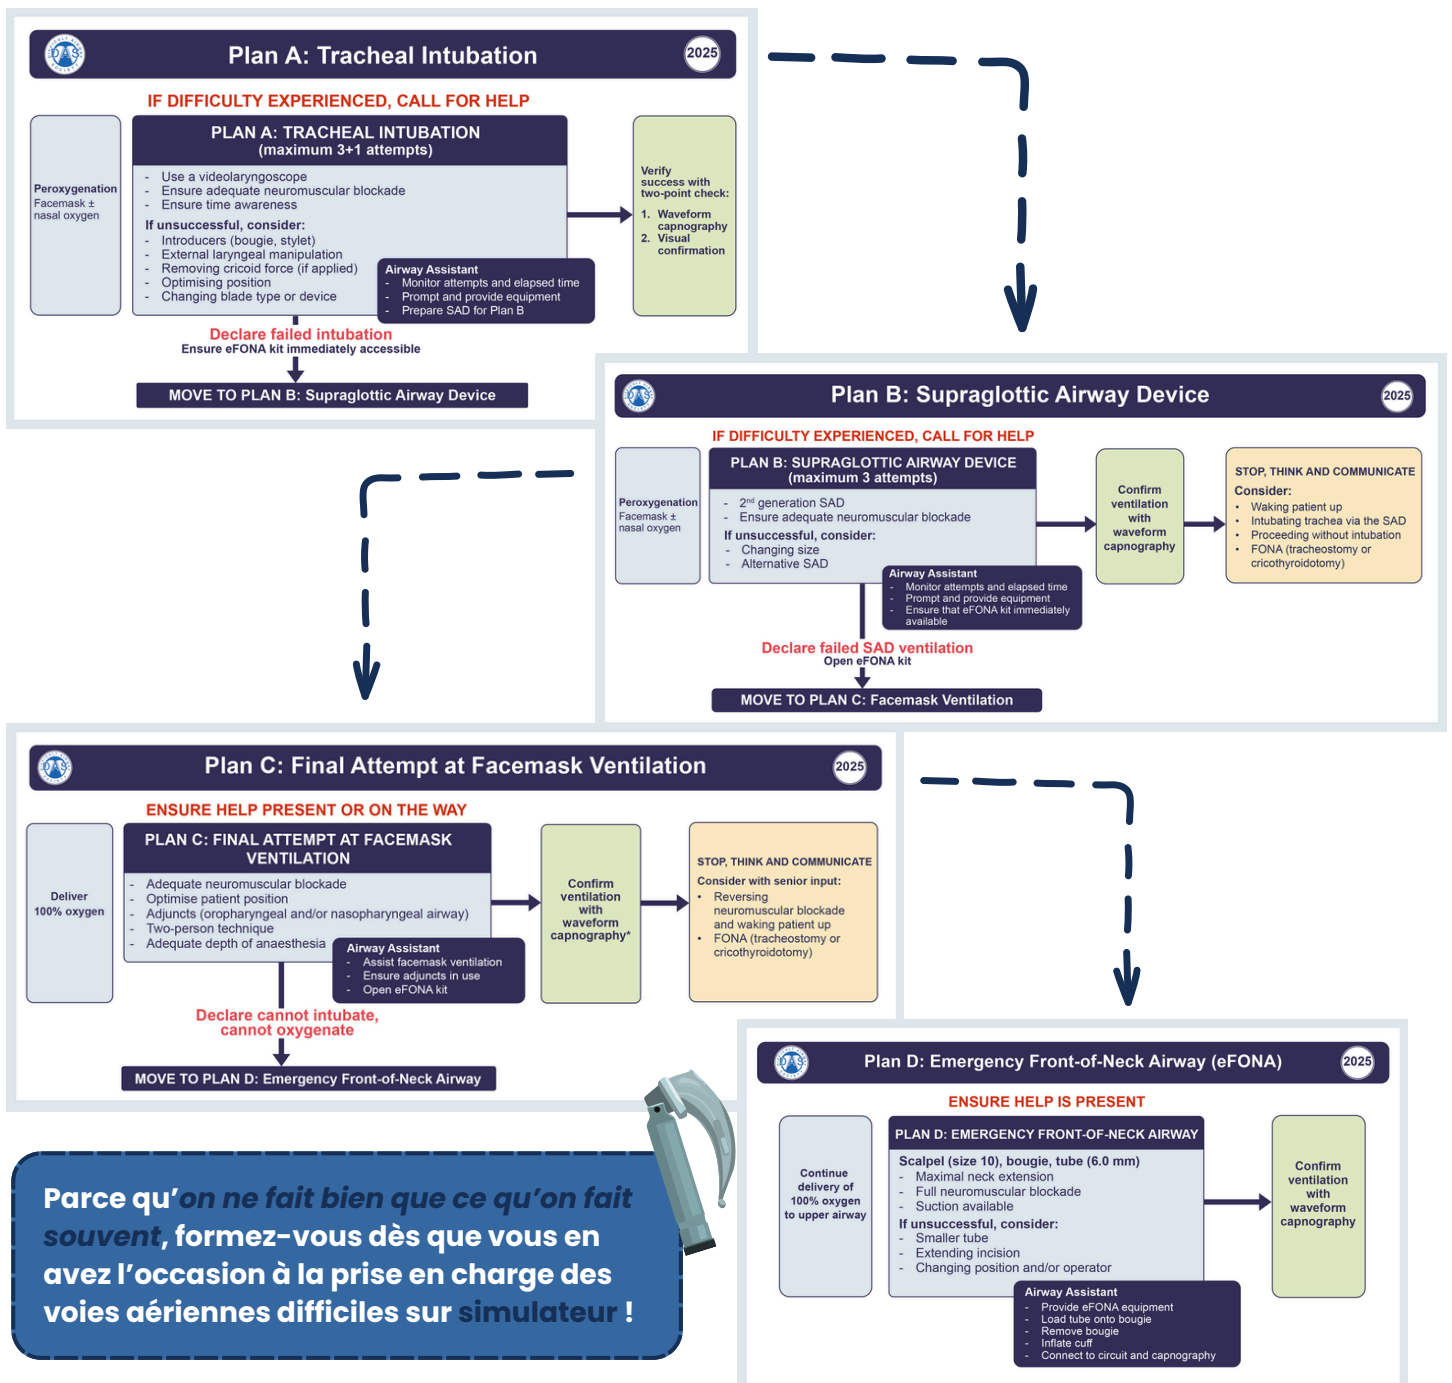 Plan A: Tracheal Intubation
2025
IF DIFFICULTY EXPERIENCED, CALL FOR HELP
Peroxygenation
Facemask ±
nasal oxygen
PLAN A: TRACHEAL INTUBATION
(maximum 3+1 attempts)
- Use a videolaryngoscope
- Ensure adequate neuromuscular blockade
- Ensure time awareness
If unsuccessful, consider:
- Introducers (bougie, stylet)
- External laryngeal manipulation
- Removing cricoid force (if applied)
- Optimising position
- Changing blade type or device
Airway Assistant
- Monitor attempts and elapsed time
- Prompt and provide equipment
- Prepare SAD for Plan B
Verify
success with
two-point check:
1. Waveform
capnography
2. Visual
confirmation
Declare failed intubation
Ensure eFONA kit immediately accessible
MOVE TO PLAN B: Supraglottic Airway Device
Plan B: Supraglottic Airway Device
2025
IF DIFFICULTY EXPERIENCED, CALL FOR HELP
Peroxygenation
Facemask ±
nasal oxygen
PLAN B: SUPRAGLOTTIC AIRWAY DEVICE
(maximum 3 attempts)
- 2nd generation SAD
- Ensure adequate neuromuscular blockade
If unsuccessful, consider:
- Changing size
- Alternative SAD
Airway Assistant
- Monitor attempts and elapsed time
- Prompt and provide equipment
- Ensure that eFONA kit immediately
available
Confirm
ventilation
with
waveform
capnography
STOP, THINK AND COMMUNICATE
Consider:
• Waking patient up
• Intubating trachea via the SAD
• Proceeding without intubation
• FONA (tracheostomy or
cricothyroidotomy)
Declare failed SAD ventilation
Open eFONA kit
MOVE TO PLAN C: Facemask Ventilation
Plan C: Final Attempt at Facemask Ventilation
2025
ENSURE HELP PRESENT OR ON THE WAY
Deliver
100% oxygen
PLAN C: FINAL ATTEMPT AT FACEMASK
VENTILATION
- Adequate neuromuscular blockade
- Optimise patient position
- Adjuncts (oropharyngeal and/or nasopharyngeal airway)
- Two-person technique
- Adequate depth of anaesthesia
Airway Assistant
- Assist facemask ventilation
- Ensure adjuncts in use
- Open eFONA kit
Confirm
ventilation
with
waveform
capnography*
STOP, THINK AND COMMUNICATE
Consider with senior input:
• Reversing
neuromuscular blockade
and waking patient up
• FONA (tracheostomy or
cricothyroidotomy)
Declare cannot intubate,
cannot oxygenate
MOVE TO PLAN D: Emergency Front-of-Neck Airway
Plan D: Emergency Front-of-Neck Airway (eFONA)
2025
ENSURE HELP IS PRESENT
Continue
delivery of
100% oxygen
to upper airway
PLAN D: EMERGENCY FRONT-OF-NECK AIRWAY
Scalpel (size 10), bougie, tube (6.0 mm)
- Maximal neck extension
- Full neuromuscular blockade
- Suction available
If unsuccessful, consider:
- Smaller tube
- Extending incision
- Changing position and/or operator
Airway Assistant
- Provide eFONA equipment
- Load tube onto bougie
- Remove bougie
- Inflate cuff
- Connect to circuit and capnography
Confirm
ventilation
with
waveform
capnography
Parce qu'on ne fait bien que ce qu'on fait
souvent, formez-vous dès que vous en
avez l'occasion à la prise en charge des
voies aériennes difficiles sur simulateur !